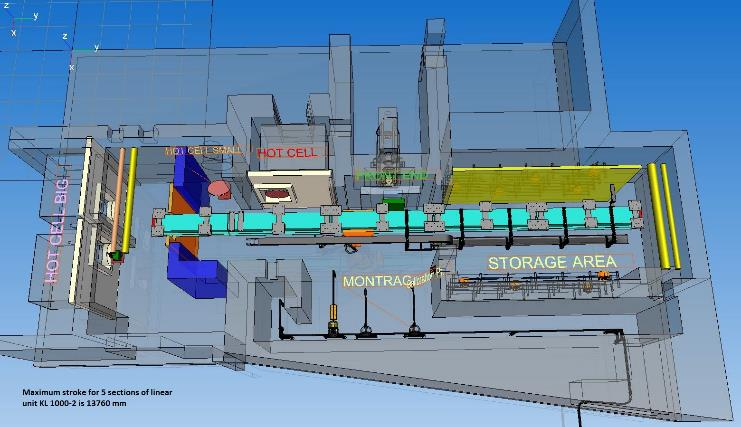 z
y
x
z
y
x
HOT CELL SMALL
HOT CELL
FRONT END
HOT CELL BIG
STORAGE AREA
MONTRAC
Maximum stroke for 5 sections of linear
unit KL 1000-2 is 13760 mm